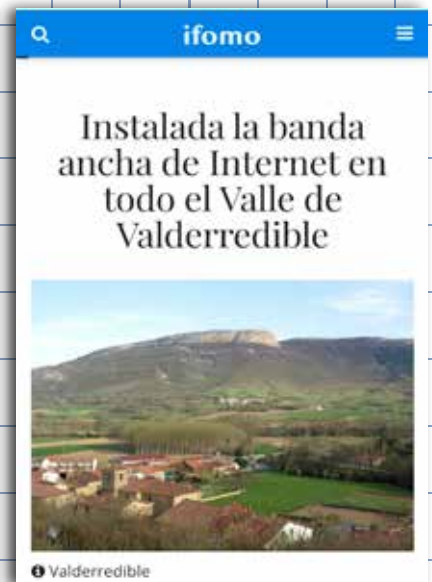 ifomo
Instalada la banda
ancha de Internet en
todo el Valle de
Valderredible
Valderredible